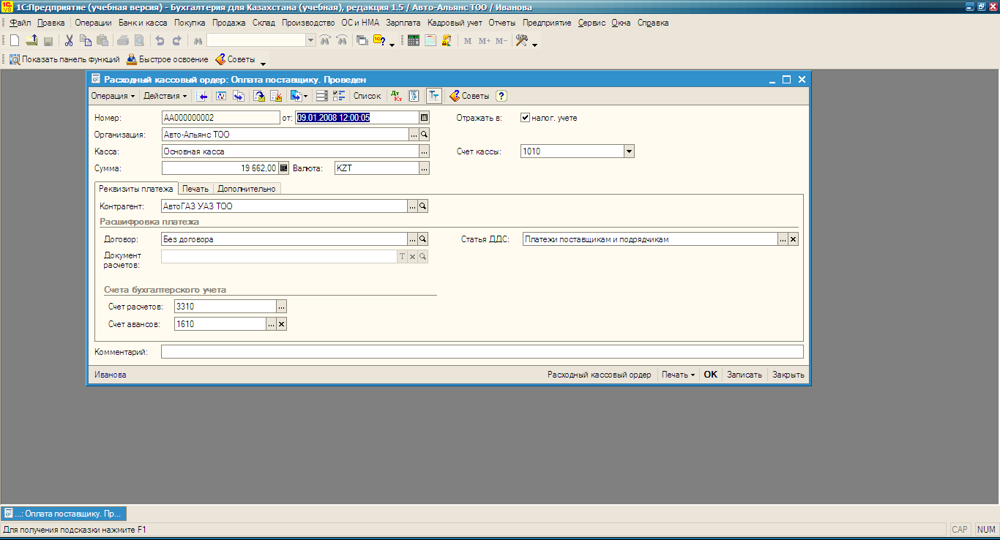 1С:Предприятие (учебная версия) - Бухгалтерия для Казахстана (учебная), редакция 1.5 / Авто-Альянс ТОО / Иванова
Файл Правка Операции Банк и касса Покупка Продажа Склад Производство ОС и НМА Зарплата Кадровый учет Отчеты Предприятие Сервис Окна Справка
M M+ M-
Показать панель функций Быстрое освоение Советы
Расходный кассовый ордер: Оплата поставщику. Проведен
Операция Действия Список Дт Кт Тт Советы ?
Номер: АА000000002 от: 09.01.2008 12:00:05 Отражать в: налог. учете
Организация: Авто-Альянс ТОО ...
Касса: Основная касса ... Счет кассы: 1010
Сумма: 19 662,00 Валюта: KZT ...
Реквизиты платежа Печать Дополнительно
Контрагент: АвтоГАЗ УАЗ ТОО ...
Расшифровка платежа
Договор: Без договора ... Статья ДДС: Платежи поставщикам и подрядчикам ... x
Документ расчетов: T x
Счета бухгалтерского учета
Счет расчетов: 3310 ...
Счет авансов: 1610 ... x
Комментарий:
Иванова Расходный кассовый ордер Печать OK Записать Закрыть
...: Оплата поставщику. Пр...
Для получения подсказки нажмите F1 CAP NUM